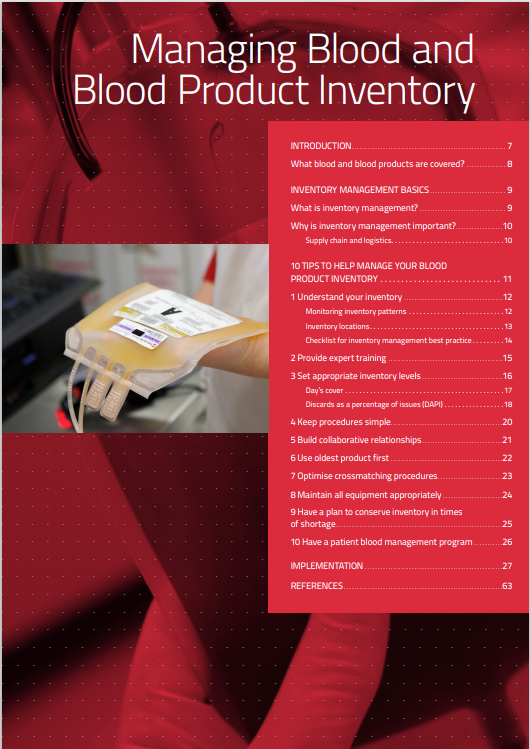 Managing Blood and
Blood Product Inventory
INTRODUCTION 7
What blood and blood products are covered? 8
INVENTORY MANAGEMENT BASICS 9
What is inventory management? 9
Why is inventory management important? 10
Supply chain and logistics 10
10 TIPS TO HELP MANAGE YOUR BLOOD
PRODUCT INVENTORY 11
1 Understand your inventory 12
Monitoring inventory patterns 12
Inventory locations 13
Checklist for inventory management best practice 14
2 Provide expert training 15
3 Set appropriate inventory levels 16
Day's cover 17
Discards as a percentage of issues (DAPI) 18
4 Keep procedures simple 20
5 Build collaborative relationships 21
6 Use oldest product first 22
7 Optimise crossmatching procedures 23
8 Maintain all equipment appropriately 24
9 Have a plan to conserve inventory in times
of shortage 25
10 Have a patient blood management program 26
IMPLEMENTATION 27
REFERENCES 63
A